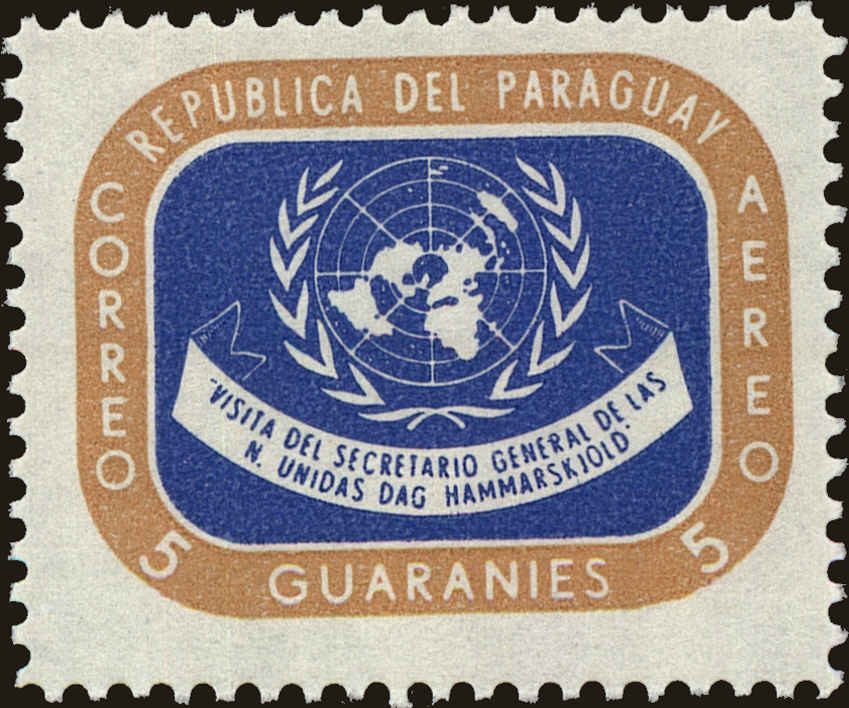 REPUBLICA DEL PARAGUAY
CORREO
AEREO
"VISITA DEL SECRETARIO GENERAL DE LAS
N. UNIDAS DAG HAMMARSKJOLD"
5 GUARANIES 5